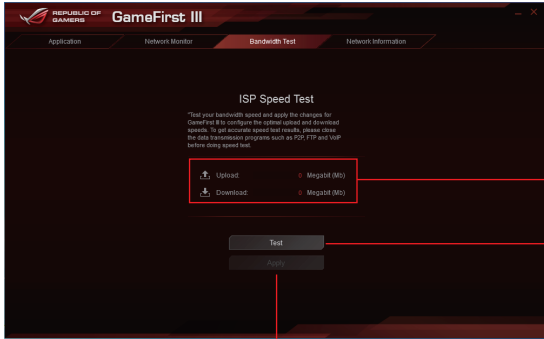 REPUBLIC OF
GAMERS
GameFirst III
Application
Network Monitor
Bandwidth Test
Network Information
ISP Speed Test
*Test your bandwidth speed and apply the changes for
GameFirst III to configure the optimal upload and download
speeds. To get accurate speed test results, please close
the data transmission programs such as P2P, FTP and VoIP
before doing speed test.
Upload: 0 Megabit (Mb)
Download: 0 Megabit (Mb)
Test
Apply